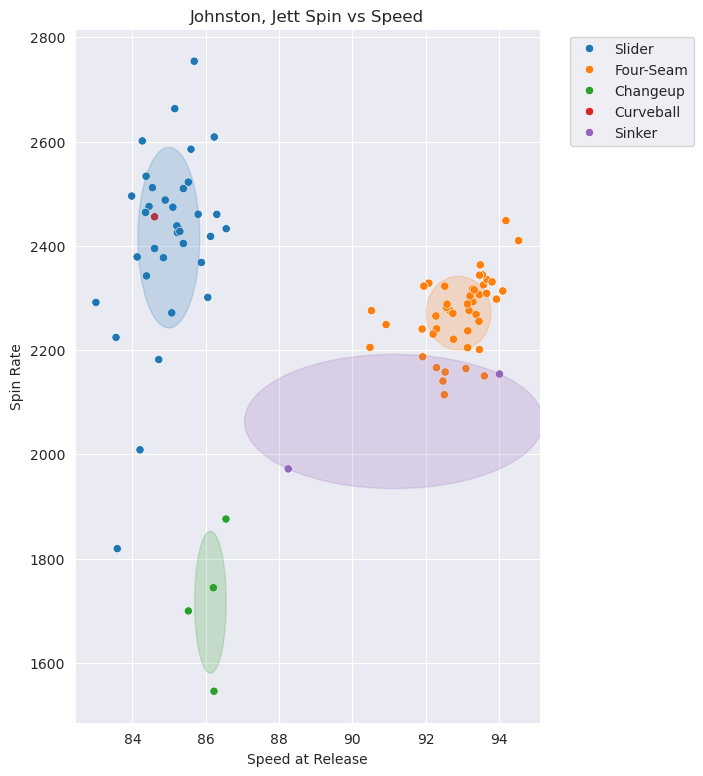 Johnston, Jett Spin vs Speed
Slider
Four-Seam
Changeup
Curveball
Sinker
2800
2600
2400
2200
2000
1800
1600
Spin Rate
84 86 88 90 92 94
Speed at Release